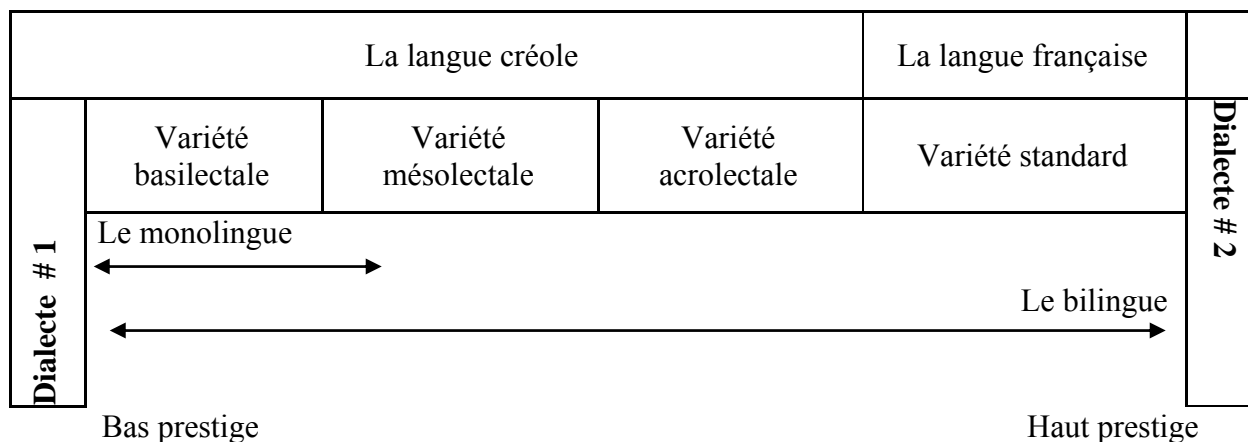 La langue créole
La langue française
Variété
basilectale
Variété
mésolectale
Variété
acrolectale
Variété standard
Dialecte # 1
Dialecte # 2
Le monolingue
Le bilingue
Bas prestige
Haut prestige